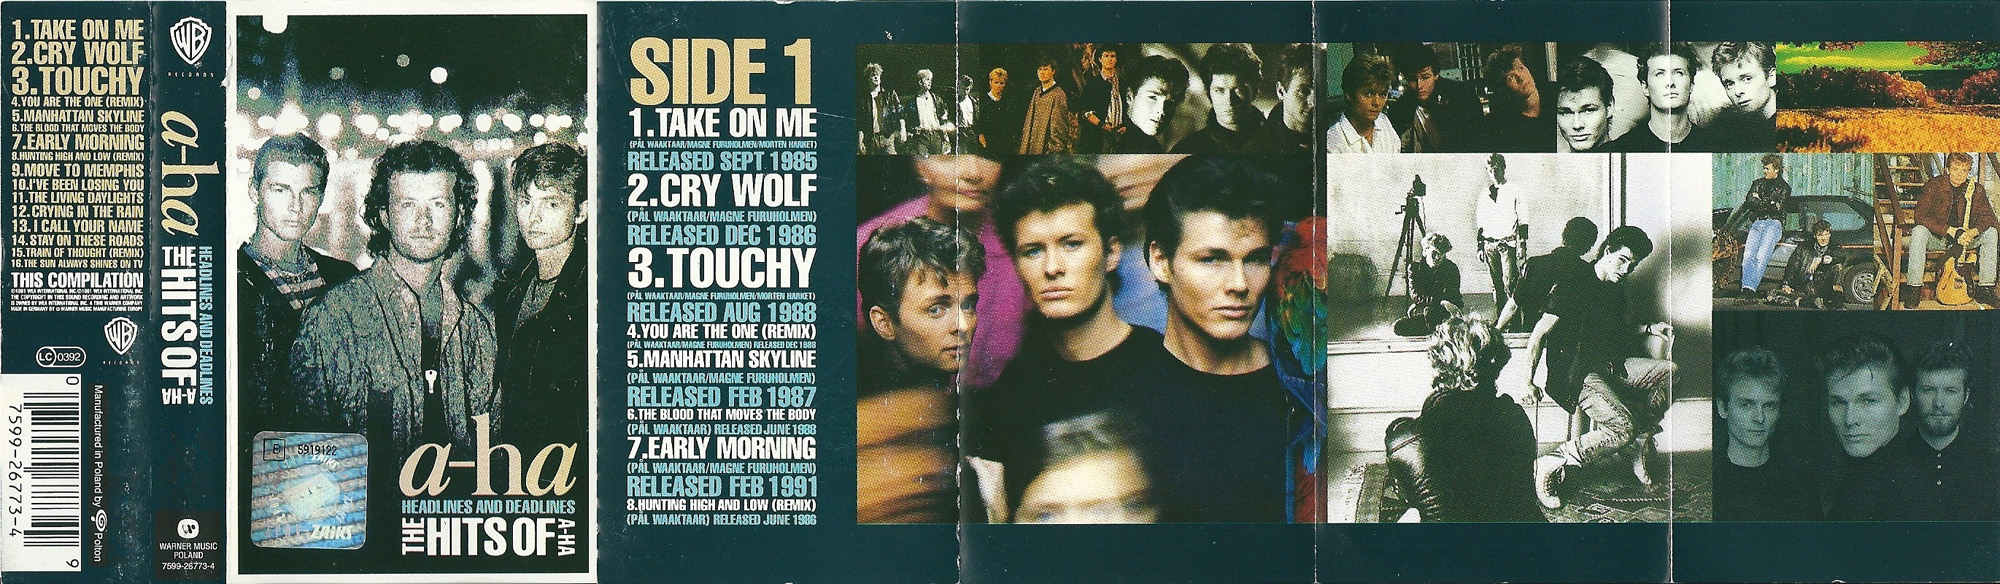 1.TAKE ON ME
2.CRY WOLF
3.TOUCHY
4.YOU ARE THE ONE (REMIX)
5.MANHATTAN SKYLINE
6.THE BLOOD THAT MOVES THE BODY
7.EARLY MORNING
8.HUNTING HIGH AND LOW (REMIX)
9.MOVE TO MEMPHIS
10.I'VE BEEN LOSING YOU
11.THE LIVING DAYLIGHTS
12.CRYING IN THE RAIN
13.I CALL YOUR NAME
14.STAY ON THESE ROADS
15.TRAIN OF THOUGHT (REMIX)
16.THE SUN ALWAYS SHINES ON TV
THIS COMPILATION
LC 0392
0
7599-26773-4
9
Manufactured in Poland by Polton
WB
RECORDS
a-ha
HEADLINES AND DEADLINES
THE HITS OF A-HA
WARNER MUSIC
POLAND
7599-26773-4
E 5919122
ZAIKS
a-ha
HEADLINES AND DEADLINES
THE HITS OF A-HA
SIDE 1
1.TAKE ON ME
(PÅL WAAKTAAR/MAGNE FURUHOLMEN/MORTEN HARKET)
RELEASED SEPT 1985
2.CRY WOLF
(PÅL WAAKTAAR/MAGNE FURUHOLMEN)
RELEASED DEC 1986
3.TOUCHY
(PÅL WAAKTAAR/MAGNE FURUHOLMEN/MORTEN HARKET)
RELEASED AUG 1988
4.YOU ARE THE ONE (REMIX)
(PÅL WAAKTAAR/MAGNE FURUHOLMEN) RELEASED DEC 1988
5.MANHATTAN SKYLINE
(PÅL WAAKTAAR/MAGNE FURUHOLMEN)
RELEASED FEB 1987
6.THE BLOOD THAT MOVES THE BODY
(PÅL WAAKTAAR) RELEASED JUNE 1988
7.EARLY MORNING
(PÅL WAAKTAAR/MAGNE FURUHOLMEN)
RELEASED FEB 1991
8.HUNTING HIGH AND LOW (REMIX)
(PÅL WAAKTAAR) RELEASED JUNE 1986